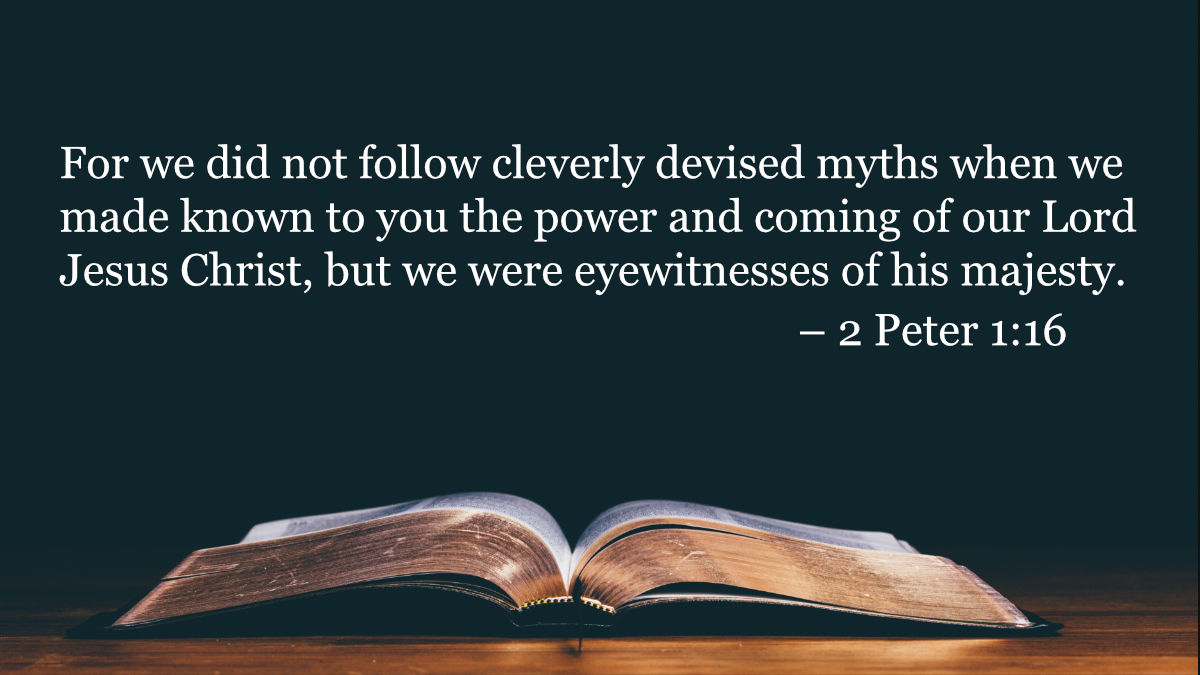 For we did not follow cleverly devised myths when we
made known to you the power and coming of our Lord
Jesus Christ, but we were eyewitnesses of his majesty.
– 2 Peter 1:16